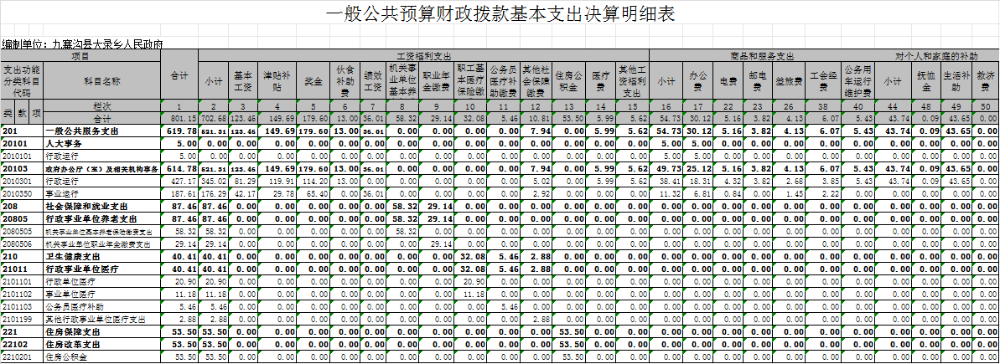 一般公共预算财政拨款基本支出决算明细表
编制单位：九寨沟县大录乡人民政府
项目 合计 工资福利支出 商品和服务支出 对个人和家庭的补助
支出功能分类科目代码 科目名称 小计 基本工资 津贴补贴 奖金 伙食补助费 绩效工资 机关事业单位基本养 职业年金缴费 职工基本医疗保险缴 公务员医疗补助缴费 其他社会保障缴费 住房公积金 医疗费 其他工资福利支出 小计 办公费 电费 邮电费 差旅费 工会经费 公务用车运行维护费 小计 抚恤金 生活补助 救济费
类 款 项 栏次 1 2 3 4 5 6 7 8 9 10 11 12 13 14 15 16 17 22 23 26 38 40 44 48 49 50
合计 801.15 702.68 123.46 149.69 179.60 13.00 36.01 58.32 29.14 32.08 5.46 10.81 53.50 5.99 5.62 54.73 30.12 5.16 3.82 4.13 6.07 5.43 43.74 0.09 43.65 0.00
201 一般公共服务支出 619.78 521.31 123.46 149.69 179.60 13.00 36.01 0.00 0.00 0.00 0.00 7.94 0.00 5.99 5.62 54.73 30.12 5.16 3.82 4.13 6.07 5.43 43.74 0.09 43.65 0.00
20101 人大事务 5.00 0.00 0.00 0.00 0.00 0.00 0.00 0.00 0.00 0.00 0.00 0.00 0.00 0.00 0.00 5.00 5.00 0.00 0.00 0.00 0.00 0.00 0.00 0.00 0.00 0.00
2010101 行政运行 5.00 0.00 0.00 0.00 0.00 0.00 0.00 0.00 0.00 0.00 0.00 0.00 0.00 0.00 0.00 5.00 5.00 0.00 0.00 0.00 0.00 0.00 0.00 0.00 0.00 0.00
20103 政府办公厅（室）及相关机构事务 614.78 521.31 123.46 149.69 179.60 13.00 36.01 0.00 0.00 0.00 0.00 7.94 0.00 5.99 5.62 49.73 25.12 5.16 3.82 4.13 6.07 5.43 43.74 0.09 43.65 0.00
2010301 行政运行 427.17 345.02 81.29 119.91 114.20 13.00 0.00 0.00 0.00 0.00 0.00 5.02 0.00 5.99 5.62 38.41 18.31 4.32 3.82 2.68 3.85 5.43 43.74 0.09 43.65 0.00
2010350 事业运行 187.61 176.29 42.17 29.78 65.40 0.00 36.01 0.00 0.00 0.00 0.00 2.92 0.00 0.00 0.00 11.32 6.81 0.84 0.00 1.45 2.22 0.00 0.00 0.00 0.00 0.00
208 社会保障和就业支出 87.46 87.46 0.00 0.00 0.00 0.00 0.00 58.32 29.14 0.00 0.00 0.00 0.00 0.00 0.00 0.00 0.00 0.00 0.00 0.00 0.00 0.00 0.00 0.00 0.00 0.00
20805 行政事业单位养老支出 87.46 87.46 0.00 0.00 0.00 0.00 0.00 58.32 29.14 0.00 0.00 0.00 0.00 0.00 0.00 0.00 0.00 0.00 0.00 0.00 0.00 0.00 0.00 0.00 0.00 0.00
2080505 机关事业单位基本养老保险缴费支出 58.32 58.32 0.00 0.00 0.00 0.00 0.00 58.32 0.00 0.00 0.00 0.00 0.00 0.00 0.00 0.00 0.00 0.00 0.00 0.00 0.00 0.00 0.00 0.00 0.00 0.00
2080506 机关事业单位职业年金缴费支出 29.14 29.14 0.00 0.00 0.00 0.00 0.00 0.00 29.14 0.00 0.00 0.00 0.00 0.00 0.00 0.00 0.00 0.00 0.00 0.00 0.00 0.00 0.00 0.00 0.00 0.00
210 卫生健康支出 40.41 40.41 0.00 0.00 0.00 0.00 0.00 0.00 0.00 32.08 5.46 2.88 0.00 0.00 0.00 0.00 0.00 0.00 0.00 0.00 0.00 0.00 0.00 0.00 0.00 0.00
21011 行政事业单位医疗 40.41 40.41 0.00 0.00 0.00 0.00 0.00 0.00 0.00 32.08 5.46 2.88 0.00 0.00 0.00 0.00 0.00 0.00 0.00 0.00 0.00 0.00 0.00 0.00 0.00 0.00
2101101 行政单位医疗 20.90 20.90 0.00 0.00 0.00 0.00 0.00 0.00 0.00 20.90 0.00 0.00 0.00 0.00 0.00 0.00 0.00 0.00 0.00 0.00 0.00 0.00 0.00 0.00 0.00 0.00
2101102 事业单位医疗 11.18 11.18 0.00 0.00 0.00 0.00 0.00 0.00 0.00 11.18 0.00 0.00 0.00 0.00 0.00 0.00 0.00 0.00 0.00 0.00 0.00 0.00 0.00 0.00 0.00 0.00
2101103 公务员医疗补助 5.46 5.46 0.00 0.00 0.00 0.00 0.00 0.00 0.00 0.00 5.46 0.00 0.00 0.00 0.00 0.00 0.00 0.00 0.00 0.00 0.00 0.00 0.00 0.00 0.00 0.00
2101199 其他行政事业单位医疗支出 2.88 2.88 0.00 0.00 0.00 0.00 0.00 0.00 0.00 0.00 0.00 2.88 0.00 0.00 0.00 0.00 0.00 0.00 0.00 0.00 0.00 0.00 0.00 0.00 0.00 0.00
221 住房保障支出 53.50 53.50 0.00 0.00 0.00 0.00 0.00 0.00 0.00 0.00 0.00 0.00 53.50 0.00 0.00 0.00 0.00 0.00 0.00 0.00 0.00 0.00 0.00 0.00 0.00 0.00
22102 住房改革支出 53.50 53.50 0.00 0.00 0.00 0.00 0.00 0.00 0.00 0.00 0.00 0.00 53.50 0.00 0.00 0.00 0.00 0.00 0.00 0.00 0.00 0.00 0.00 0.00 0.00 0.00
2210201 住房公积金 53.50 53.50 0.00 0.00 0.00 0.00 0.00 0.00 0.00 0.00 0.00 0.00 53.50 0.00 0.00 0.00 0.00 0.00 0.00 0.00 0.00 0.00 0.00 0.00 0.00 0.00